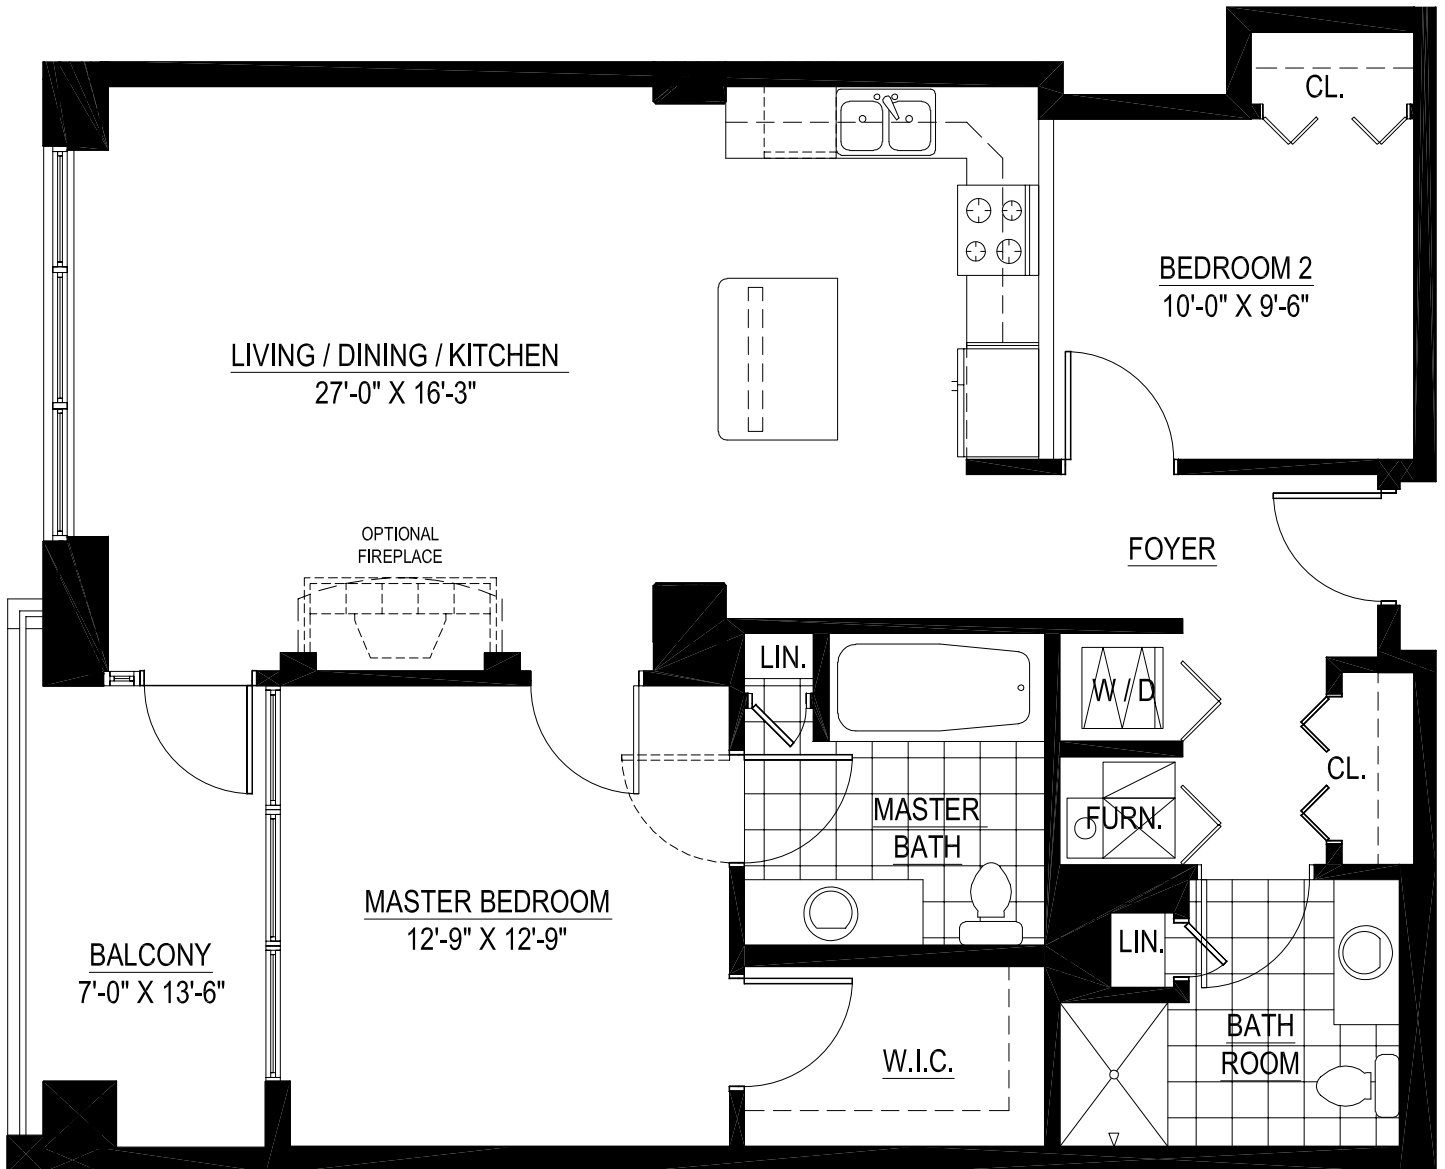 CL.
BEDROOM 2
10'-0" X 9'-6"
LIVING / DINING / KITCHEN
27'-0" X 16'-3"
OPTIONAL
FIREPLACE
FOYER
LIN.
W / D
CL.
MASTER
BATH
FURN.
MASTER BEDROOM
12'-9" X 12'-9"
BALCONY
7'-0" X 13'-6"
LIN.
BATH
ROOM
W.I.C.